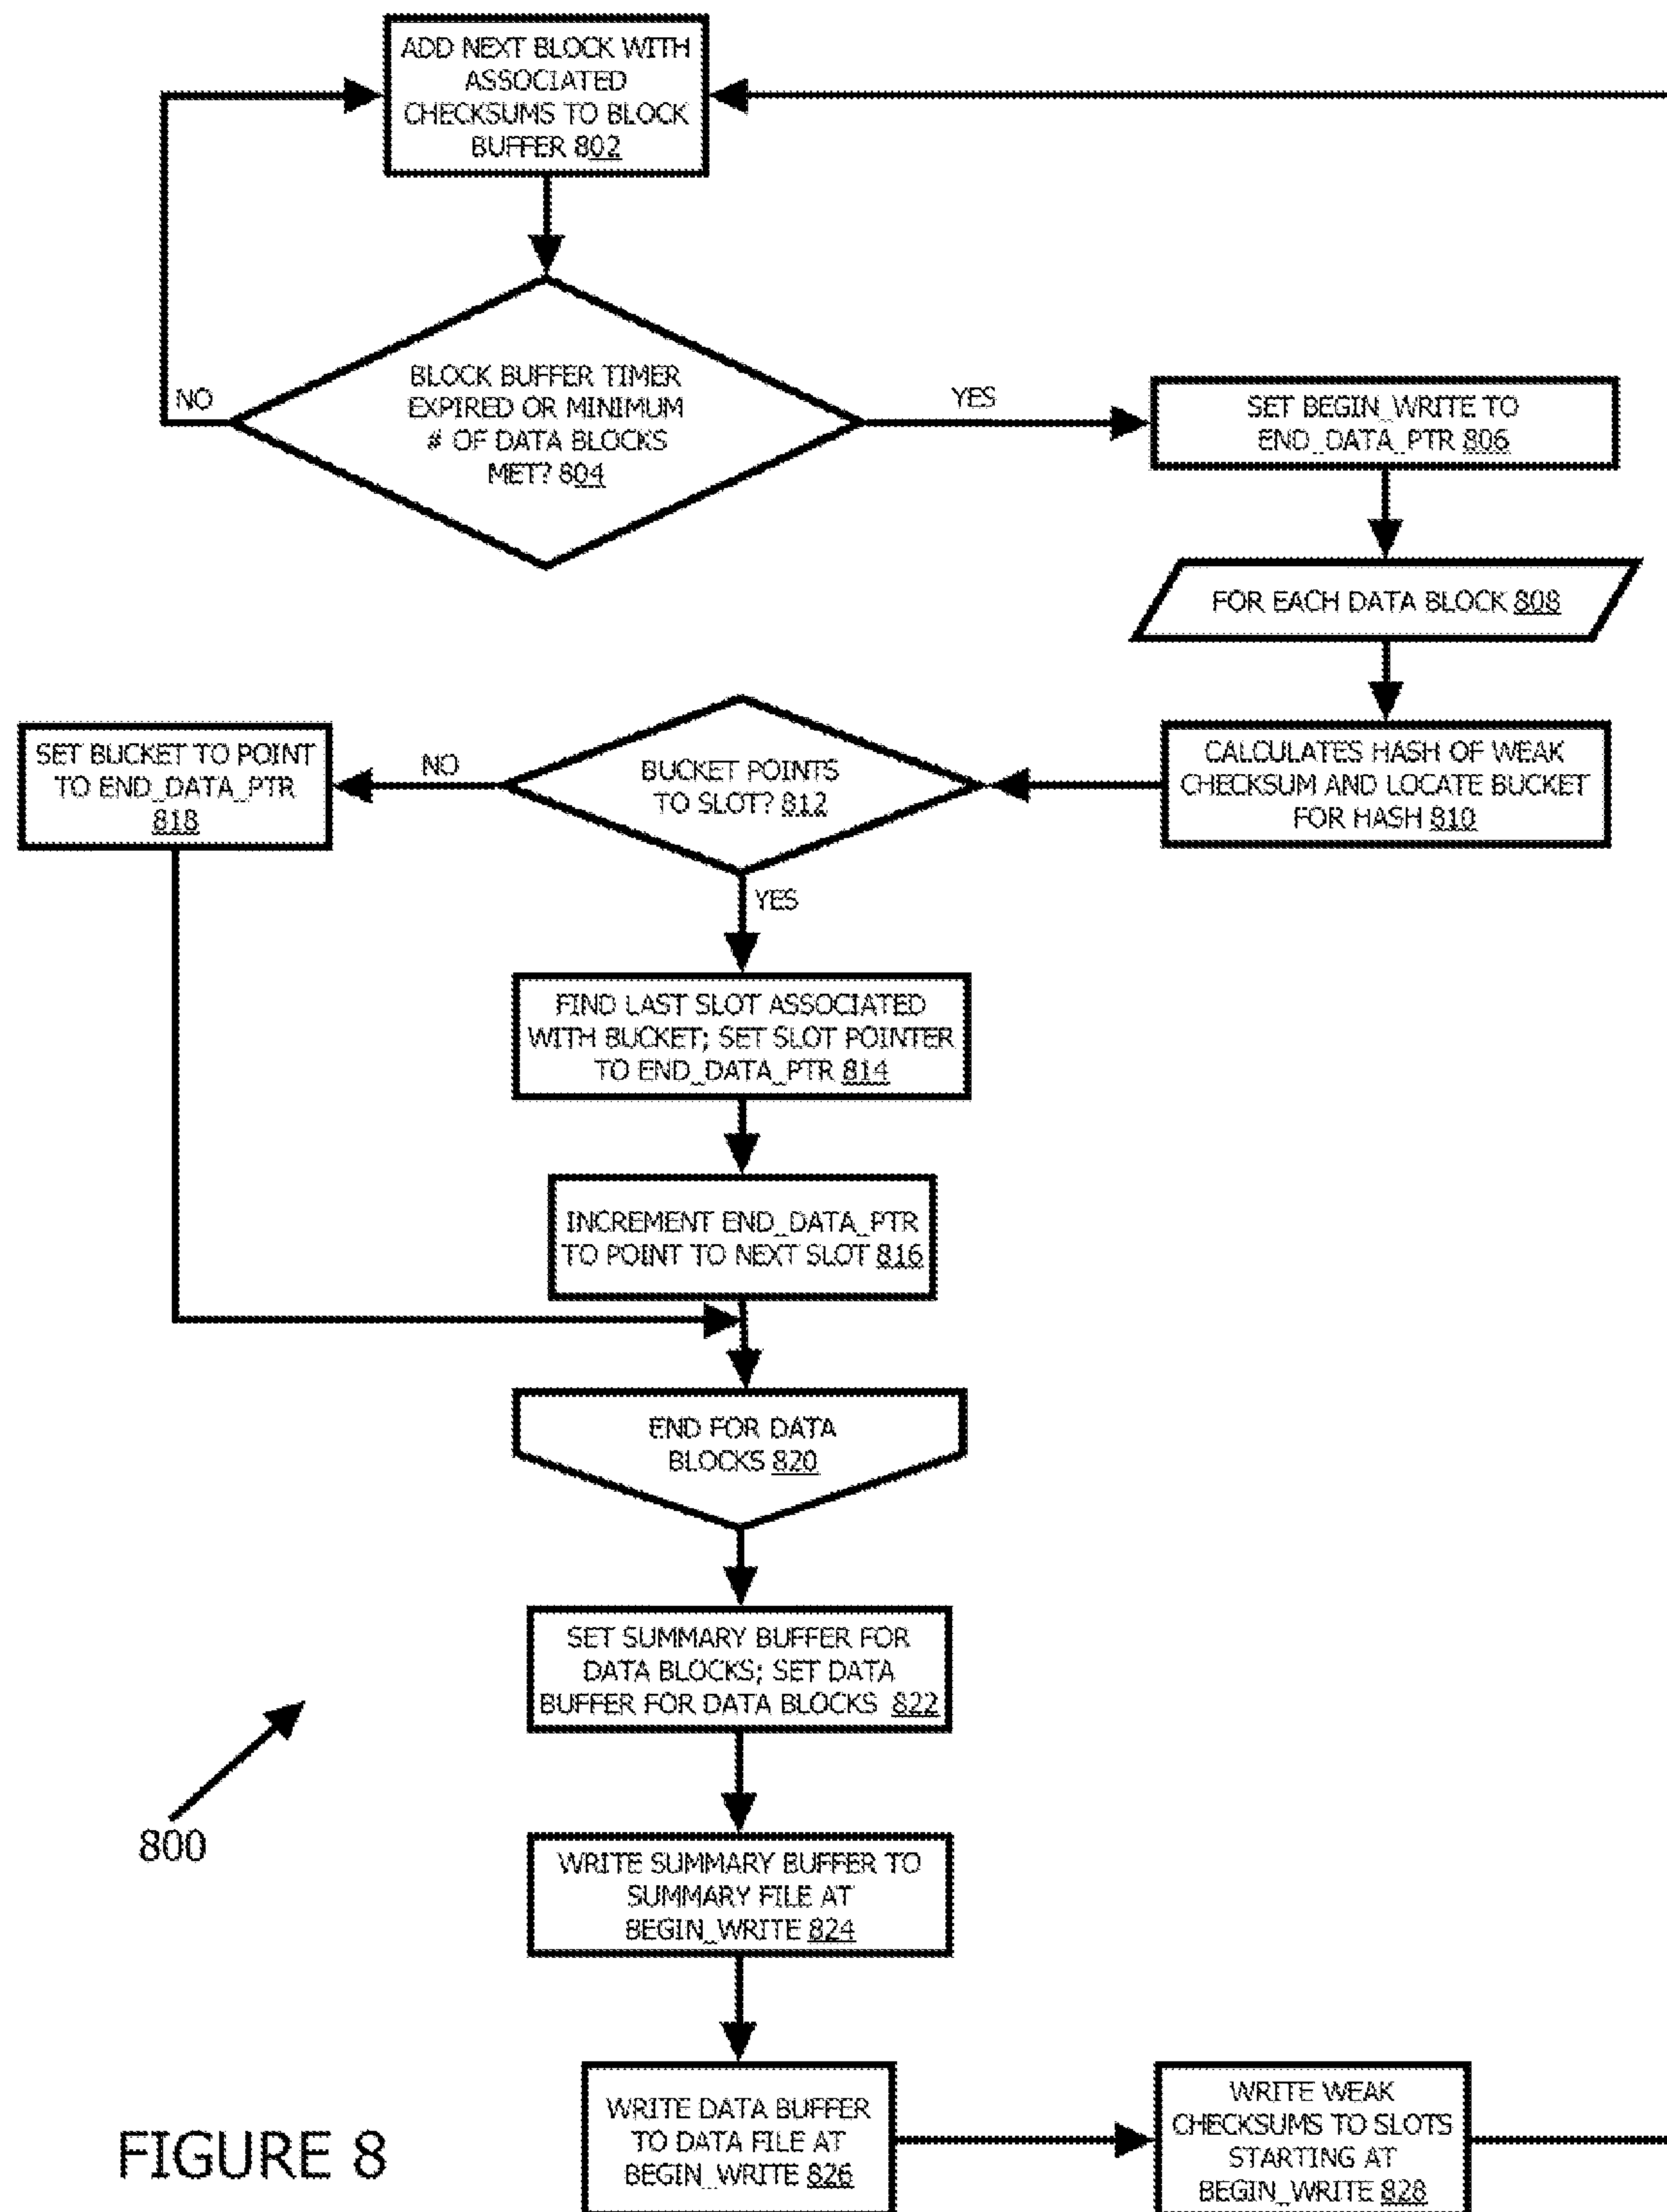 ADD NEXT BLOCK WITH
ASSOCIATED
CHECKSUMS TO BLOCK
BUFFER 802
BLOCK BUFFER TIMER
EXPIRED OR MINIMUM
# OF DATA BLOCKS
MET? 804
NO
YES
SET BEGIN_WRITE TO
END_DATA_PTR 806
FOR EACH DATA BLOCK 808
CALCULATES HASH OF WEAK
CHECKSUM AND LOCATE BUCKET
FOR HASH 810
BUCKET POINTS
TO SLOT? 812
NO
SET BUCKET TO POINT
TO END_DATA_PTR
818
YES
FIND LAST SLOT ASSOCIATED
WITH BUCKET; SET SLOT POINTER
TO END_DATA_PTR 814
INCREMENT END_DATA_PTR
TO POINT TO NEXT SLOT 816
END FOR DATA
BLOCKS 820
SET SUMMARY BUFFER FOR
DATA BLOCKS; SET DATA
BUFFER FOR DATA BLOCKS 822
800
WRITE SUMMARY BUFFER TO
SUMMARY FILE AT
BEGIN_WRITE 824
WRITE DATA BUFFER
TO DATA FILE AT
BEGIN_WRITE 826
WRITE WEAK
CHECKSUMS TO SLOTS
STARTING AT
BEGIN_WRITE 828
FIGURE 8